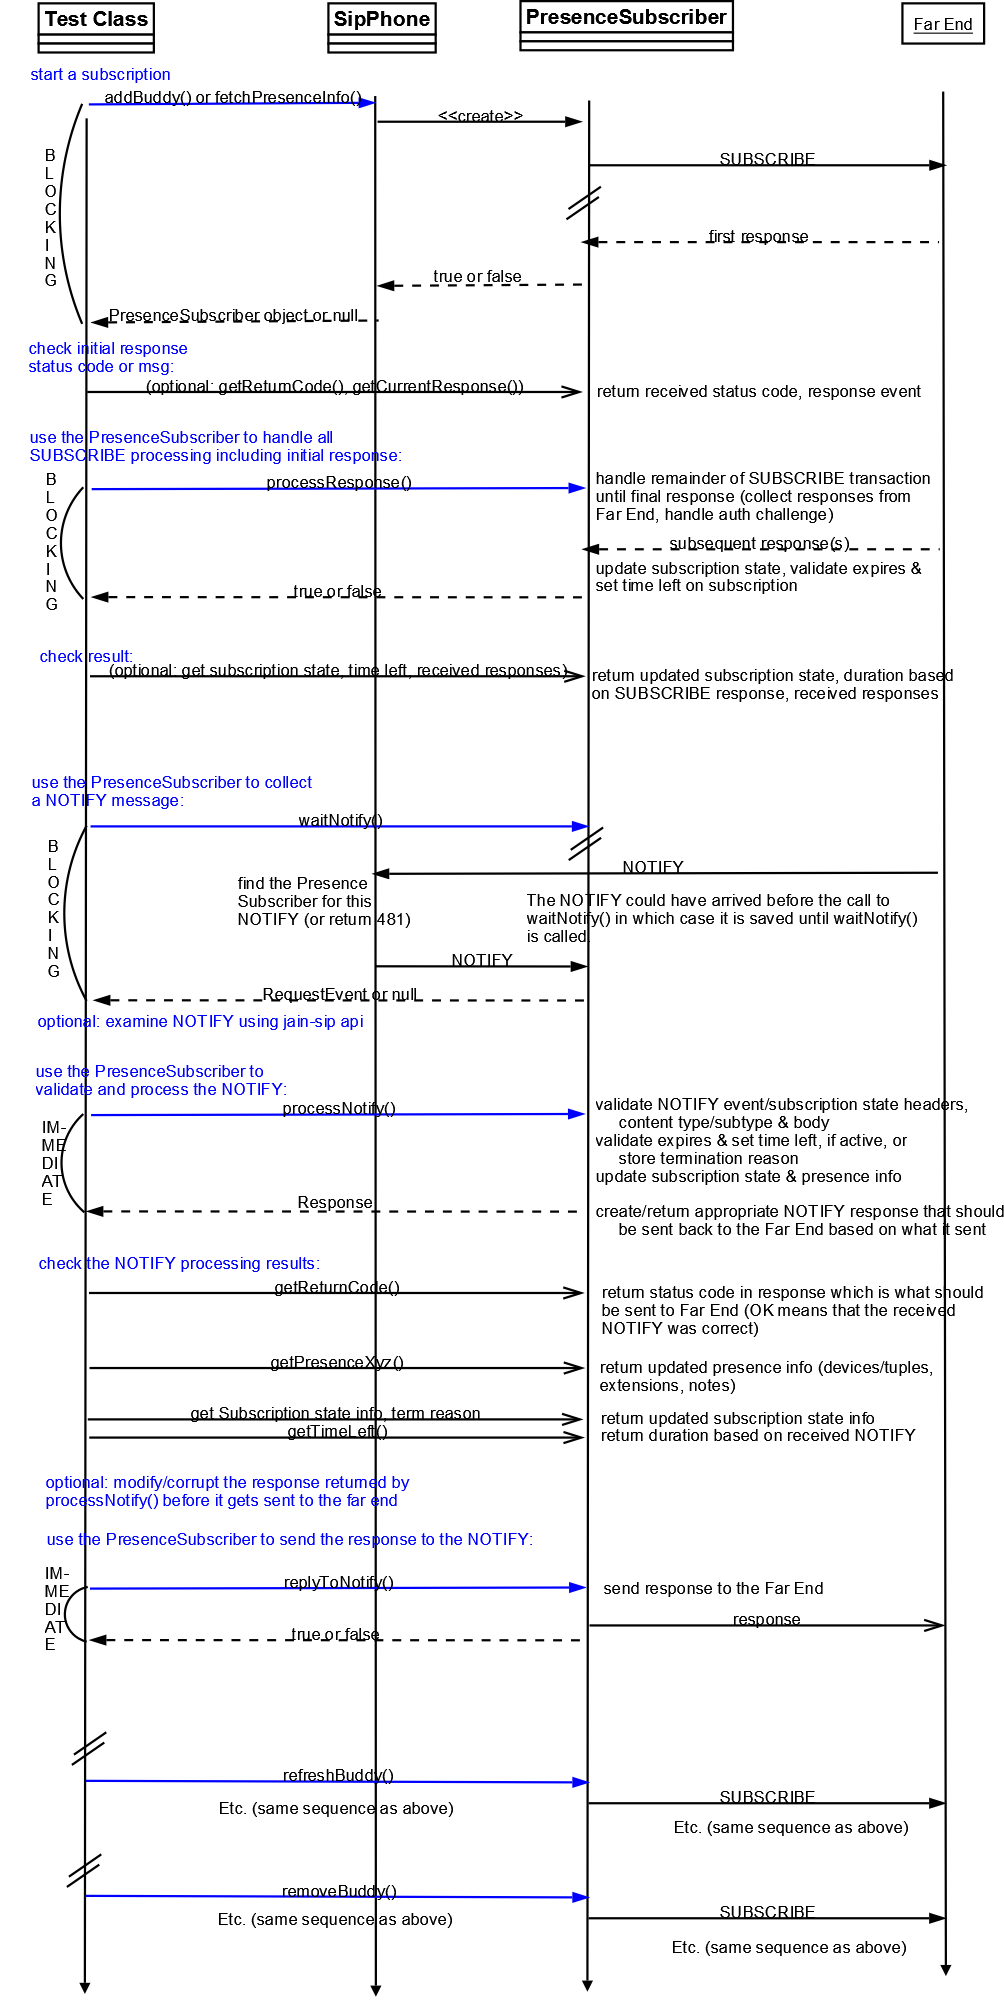 Test Class
SipPhone
PresenceSubscriber
Far End
start a subscription
addBuddy() or fetchPresenceInfo()
<<create>>
BLOCKING
SUBSCRIBE
first response
true or false
PresenceSubscriber object or null
check initial response
status code or msg:
(optional: getReturnCode(), getCurrentResponse())
return received status code, response event
use the PresenceSubscriber to handle all
SUBSCRIBE processing including initial response:
BLOCKING
processResponse()
handle remainder of SUBSCRIBE transaction
until final response (collect responses from
Far End, handle auth challenge)
subsequent response(s)
update subscription state, validate expires &
set time left on subscription
true or false
check result:
(optional: get subscription state, time left, received responses)
return updated subscription state, duration based
on SUBSCRIBE response, received responses
use the PresenceSubscriber to collect
a NOTIFY message:
waitNotify()
BLOCKING
NOTIFY
find the Presence
Subscriber for this
NOTIFY (or return 481)
The NOTIFY could have arrived before the call to
waitNotify() in which case it is saved until waitNotify()
is called.
NOTIFY
RequestEvent or null
optional: examine NOTIFY using jain-sip api
use the PresenceSubscriber to
validate and process the NOTIFY:
IM-
ME
DI
AT
E
processNotify()
validate NOTIFY event/subscription state headers,
content type/subtype & body
validate expires & set time left, if active, or
store termination reason
update subscription state & presence info
Response
create/return appropriate NOTIFY response that should
be sent back to the Far End based on what it sent
check the NOTIFY processing results:
getReturnCode()
return status code in response which is what should
be sent to Far End (OK means that the received
NOTIFY was correct)
getPresenceXyz()
return updated presence info (devices/tuples,
extensions, notes)
get Subscription state info, term reason
return updated subscription state info
getTimeLeft()
return duration based on received NOTIFY
optional: modify/corrupt the response returned by
processNotify() before it gets sent to the far end
use the PresenceSubscriber to send the response to the NOTIFY:
IM-
ME
DI
AT
E
replyToNotify()
send response to the Far End
response
true or false
refreshBuddy()
SUBSCRIBE
Etc. (same sequence as above)
Etc. (same sequence as above)
removeBuddy()
SUBSCRIBE
Etc. (same sequence as above)
Etc. (same sequence as above)